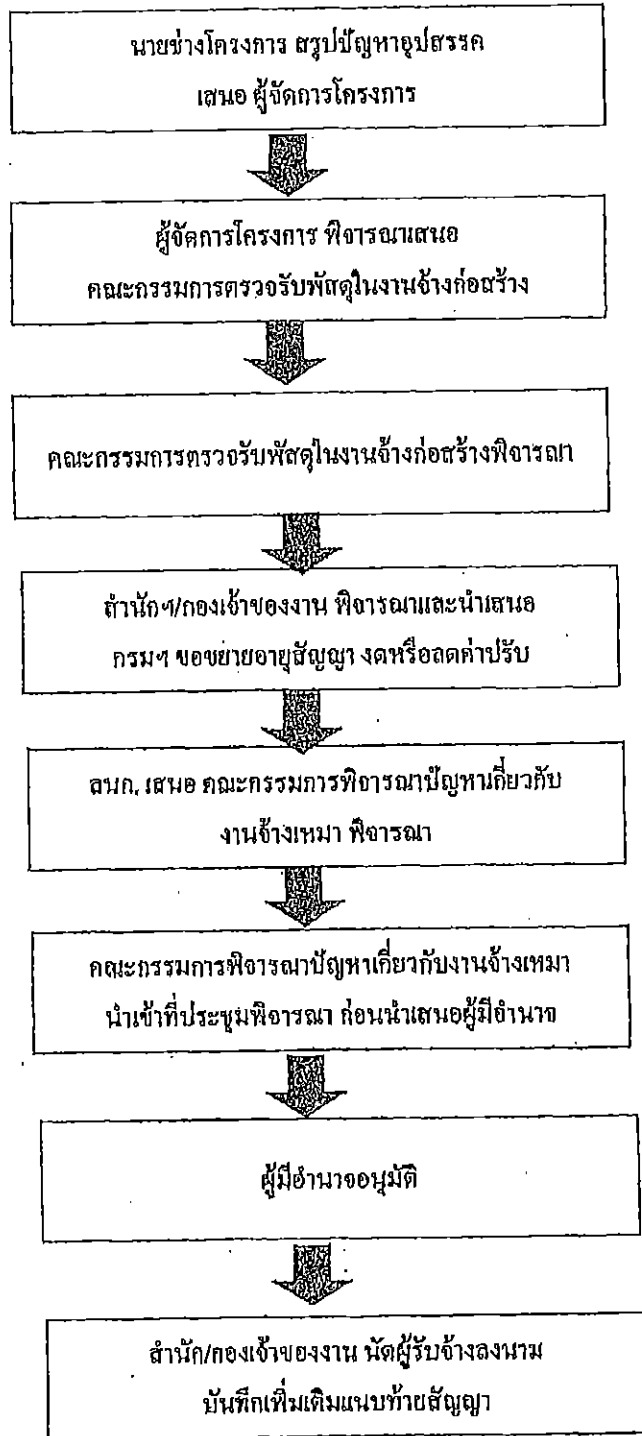 นายช่างโครงการ สรุปปัญหาอุปสรรค
เสนอ ผู้จัดการโครงการ
ผู้จัดการโครงการ พิจารณาเสนอ
คณะกรรมการตรวจรับพัสดุในงานจ้างก่อสร้าง
คณะกรรมการตรวจรับพัสดุในงานจ้างก่อสร้างพิจารณา
สำนักฯ/กองเจ้าของงาน พิจารณาและนำเสนอ
กรมฯ ขอขยายอายุสัญญา งดหรือลดค่าปรับ
ลนก. เสนอ คณะกรรมการพิจารณาปัญหาเกี่ยวกับ
งานจ้างเหมา พิจารณา
คณะกรรมการพิจารณาปัญหาเกี่ยวกับงานจ้างเหมา
นำเข้าที่ประชุมพิจารณา ก่อนนำเสนอผู้มีอำนาจ
ผู้มีอำนาจอนุมัติ
สำนัก/กองเจ้าของงาน นัดผู้รับจ้างลงนาม
บันทึกเพิ่มเติมแนบท้ายสัญญา